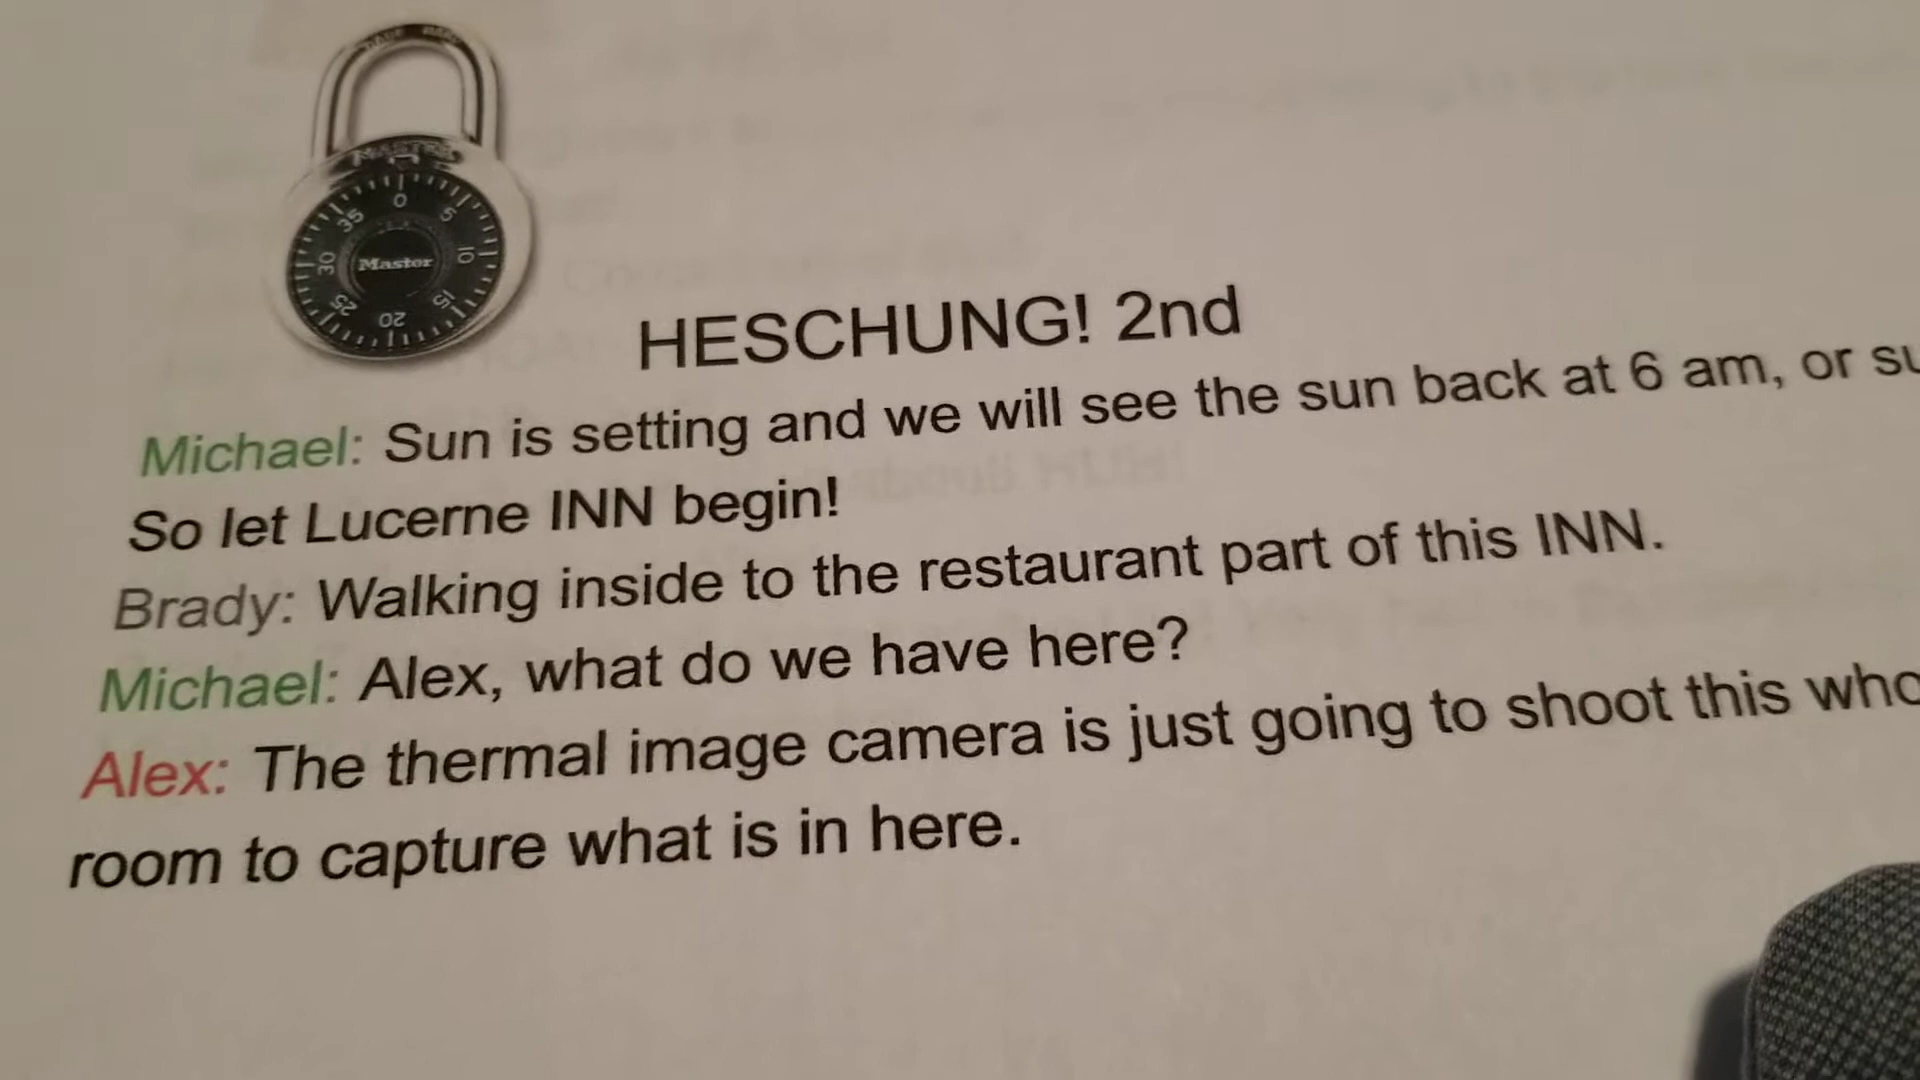 MASTER
0 5 10 15 20 25 30 35
Master
HESCHUNG! 2nd
Michael: Sun is setting and we will see the sun back at 6 am, or
So let Lucerne INN begin!
Brady: Walking inside to the restaurant part of this INN.
Michael: Alex, what do we have here?
Alex: The thermal image camera is just going to shoot this
room to capture what is in here.